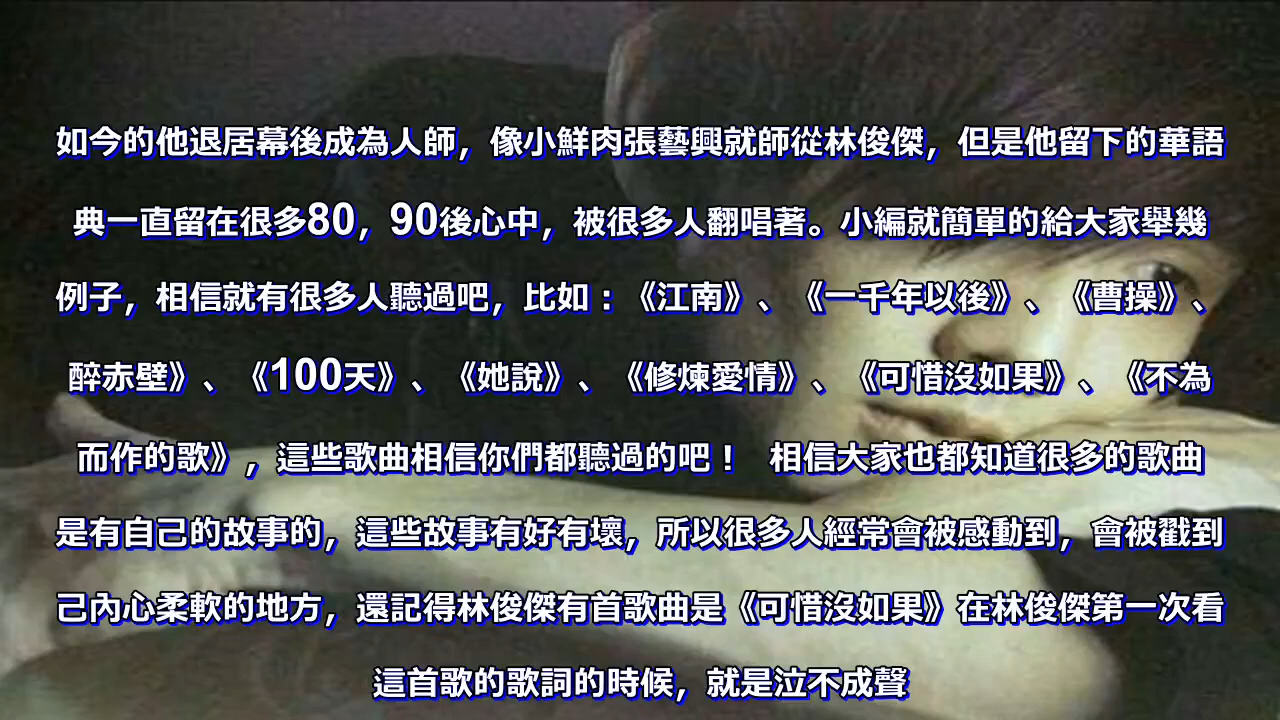 如今的他退居幕後成為人師，像小鮮肉張藝興就師從林俊傑，但是他留下的華語
典一直留在很多80，90後心中，被很多人翻唱著。小編就簡單的給大家舉幾
例子，相信就有很多人聽過吧，比如：《江南》、《一千年以後》、《曹操》、
醉赤壁》、《100天》、《她說》、《修煉愛情》、《可惜沒如果》、《不為
而作的歌》，這些歌曲相信你們都聽過的吧！ 相信大家也都知道很多的歌曲
是有自己的故事的，這些故事有好有壞，所以很多人經常會被感動到，會被戳到
己內心柔軟的地方，還記得林俊傑有首歌曲是《可惜沒如果》在林俊傑第一次看
這首歌的歌詞的時候，就是泣不成聲